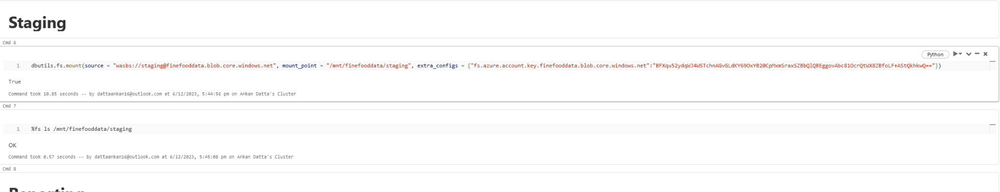 Staging
Cmd 6
Python
1 dbutils.fs.mount(source = "wasbs://staging@finefooddata.blob.core.windows.net", mount_point = "/mnt/finefooddata/staging", extra_configs = {"fs.azure.account.key.finefooddata.blob.core.windows.net":"BFXqu52ydqWJ4WSTchnAGvGLdKY69OxYB20CpMxmSraxSZBbQlQBEggovAbc81OcrQtWX8ZBfoLF+AStQkhkwQ=="})
True
Command took 10.85 seconds -- by dattaankan16@outlook.com at 6/12/2023, 5:44:56 pm on Ankan Datta's Cluster
Cmd 7
1 %fs ls /mnt/finefooddata/staging
OK
Command took 0.57 seconds -- by dattaankan16@outlook.com at 6/12/2023, 5:45:08 pm on Ankan Datta's Cluster
Cmd 8
Reporting